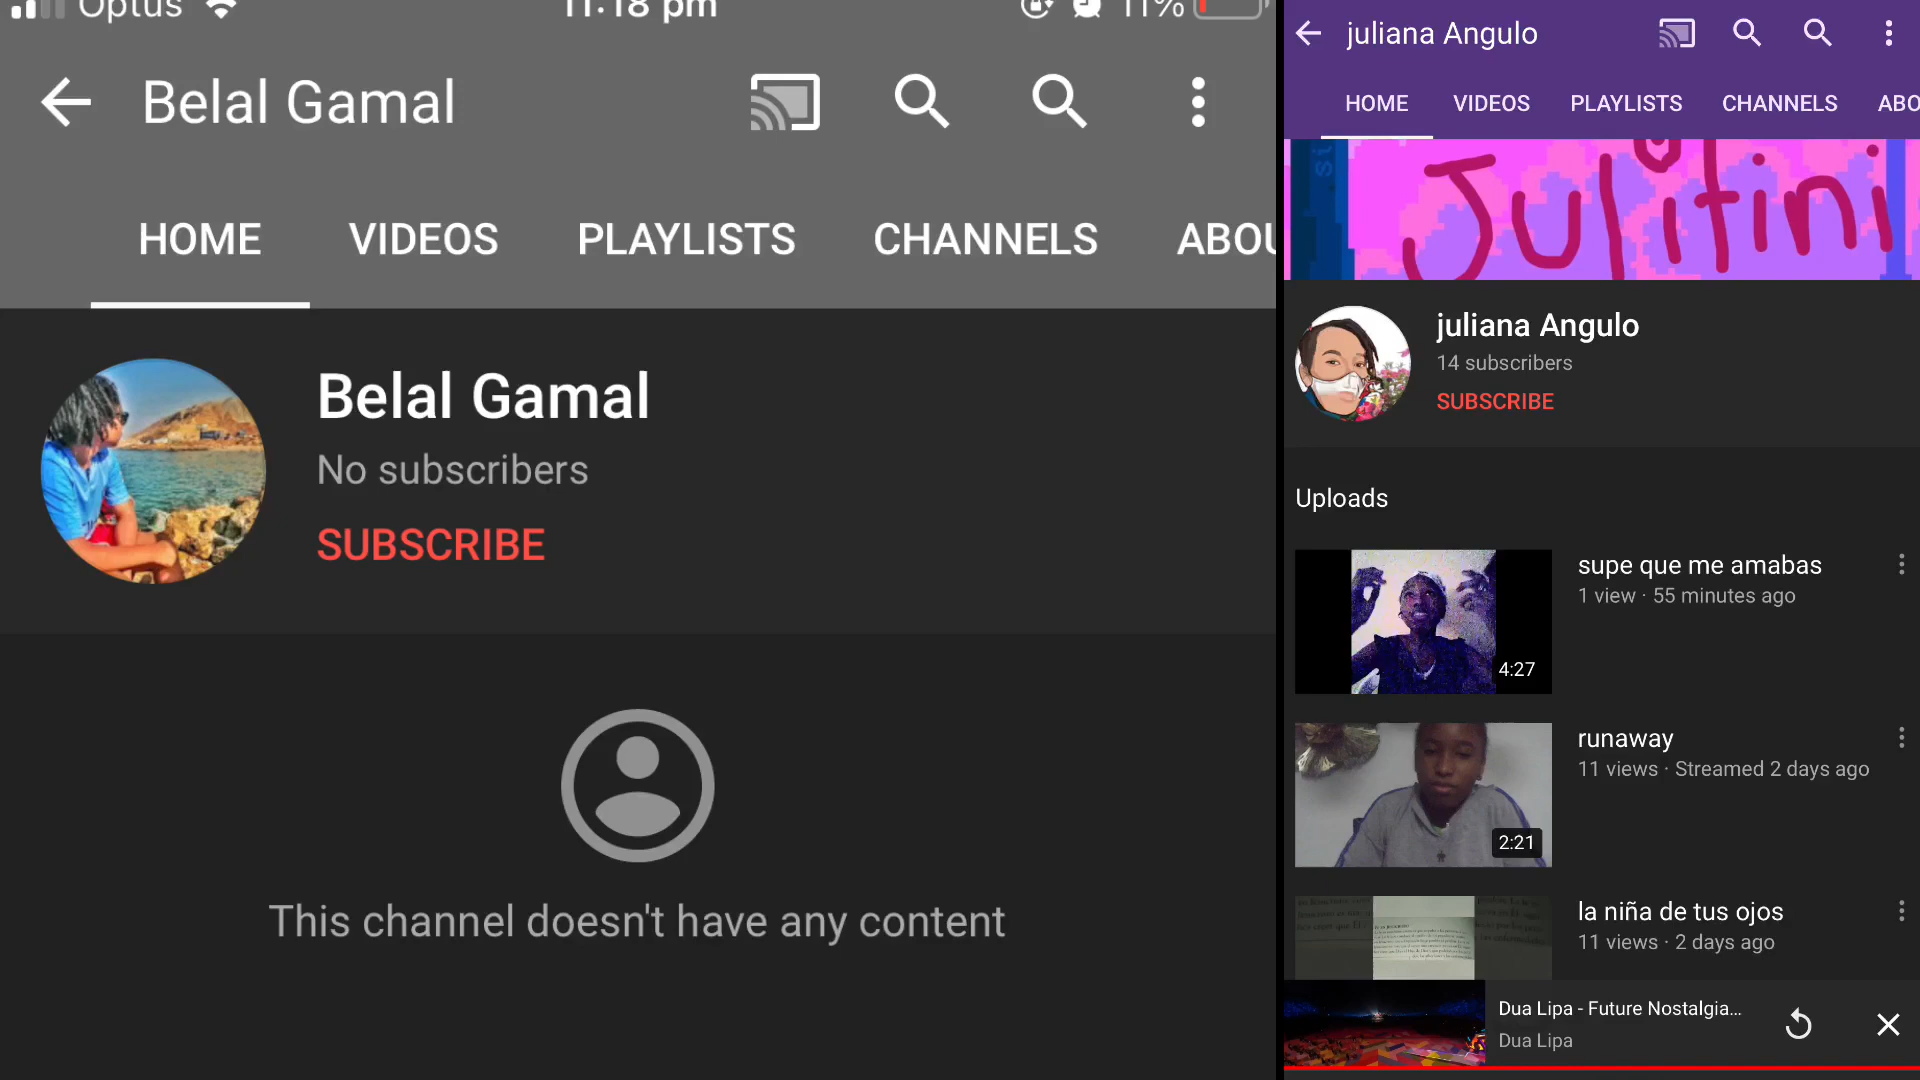 Optus 11:18 pm 11%
Belal Gamal
HOME VIDEOS PLAYLISTS CHANNELS ABOU
Belal Gamal
No subscribers
SUBSCRIBE
This channel doesn't have any content
juliana Angulo
HOME VIDEOS PLAYLISTS CHANNELS ABO
Julifini
juliana Angulo
14 subscribers
SUBSCRIBE
Uploads
supe que me amabas
1 view · 55 minutes ago
4:27
runaway
11 views · Streamed 2 days ago
2:21
la niña de tus ojos
11 views · 2 days ago
Dua Lipa - Future Nostalgia...
Dua Lipa